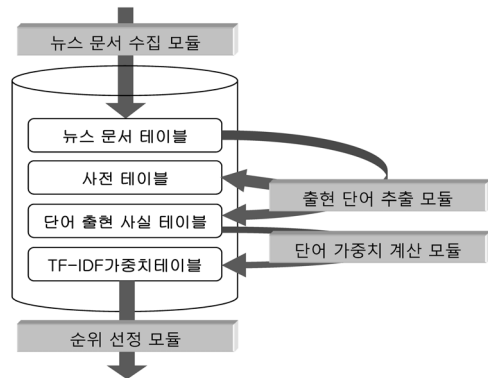 뉴스 문서 수집 모듈
뉴스 문서 테이블
사전 테이블
출현 단어 추출 모듈
단어 출현 사실 테이블
단어 가중치 계산 모듈
TF-IDF가중치테이블
순위 선정 모듈